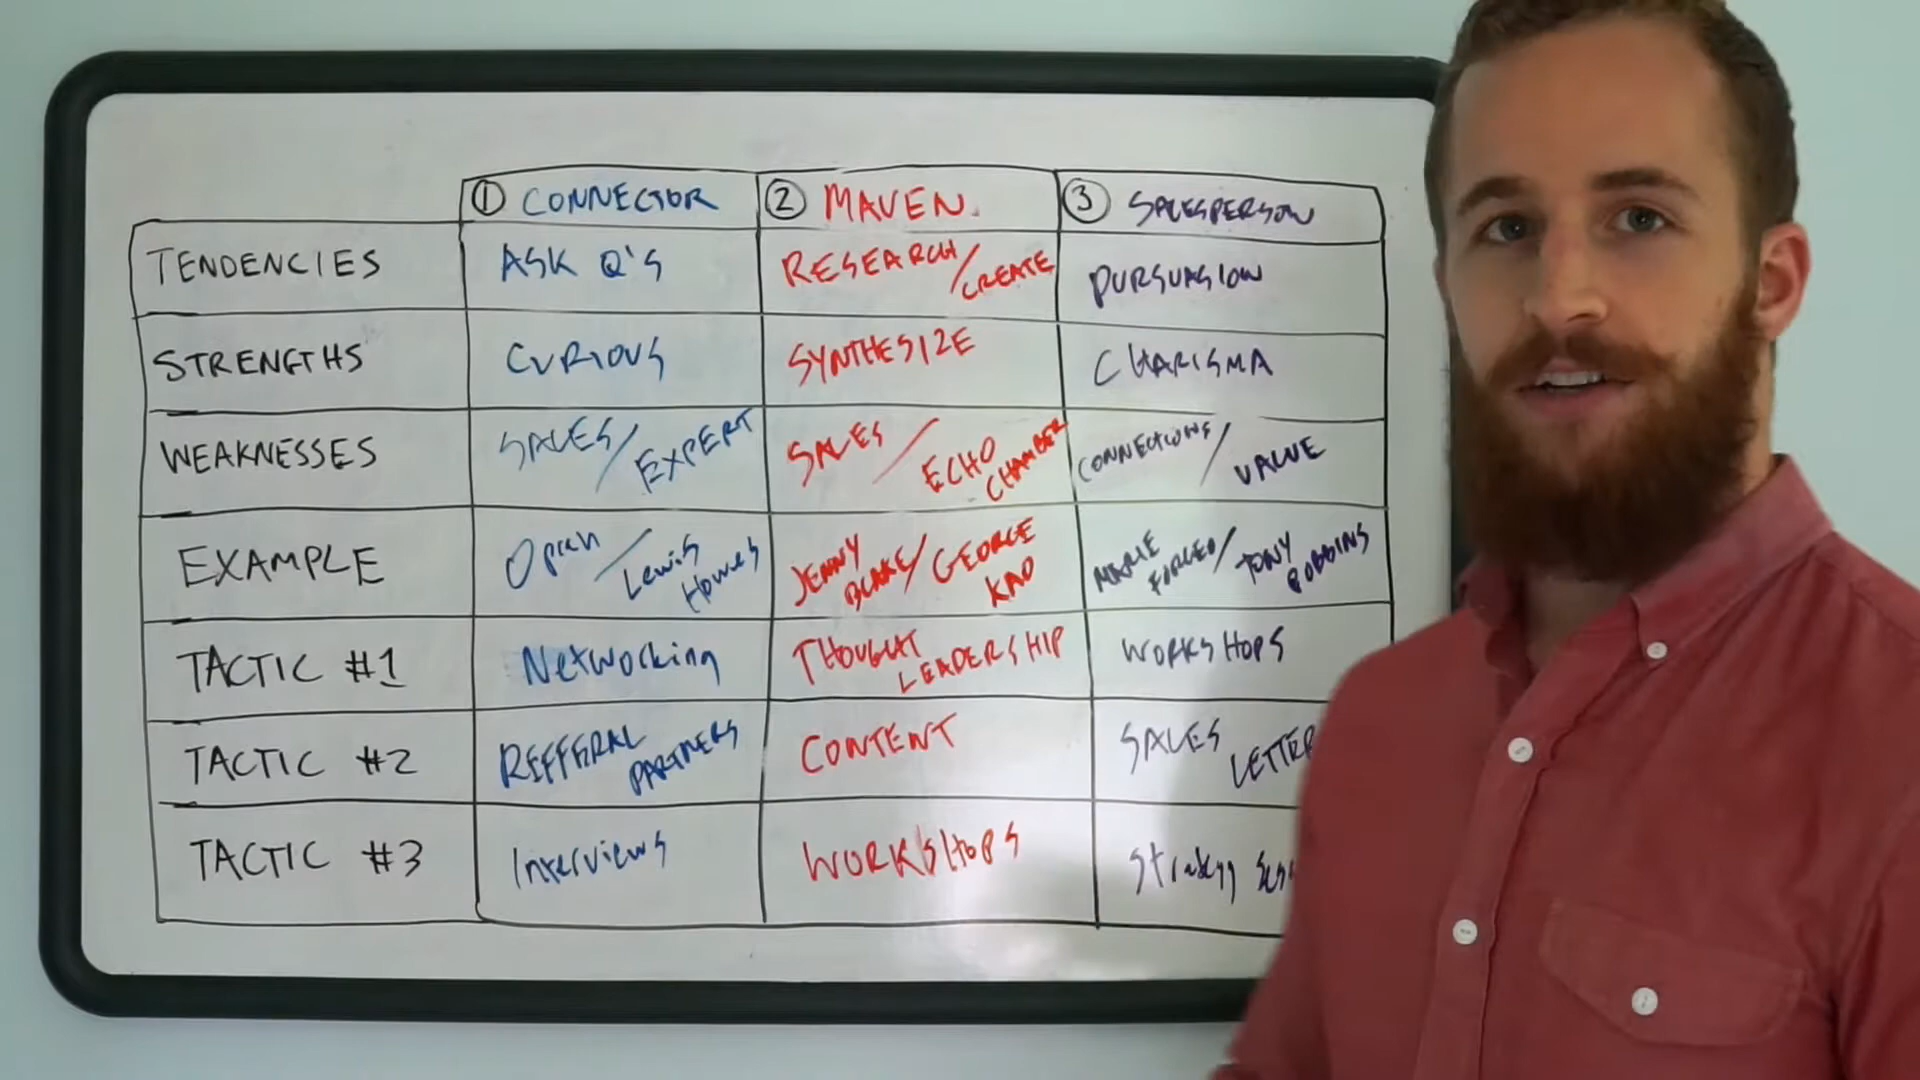 ① CONNECTOR ② MAVEN. ③ SALESPERSON
TENDENCIES ASK Q'S RESEARCH/CREATE PURSUASION
STRENGTHS CURIOUS SYNTHESIZE CHARISMA
WEAKNESSES SALES/EXPERT SALES/ECHO CHAMBER CONNECTIONS/VALUE
EXAMPLE Oprah/Lewis Howes JENNY BLAKE/GEORGE KAO MARIE FORLEO/TONY ROBBINS
TACTIC #1 Networking THOUGHT LEADERSHIP WORKSHOPS
TACTIC #2 REFFERAL PARTNERS CONTENT SALES LETTER
TACTIC #3 Interviews WORKSHOPS Strategy